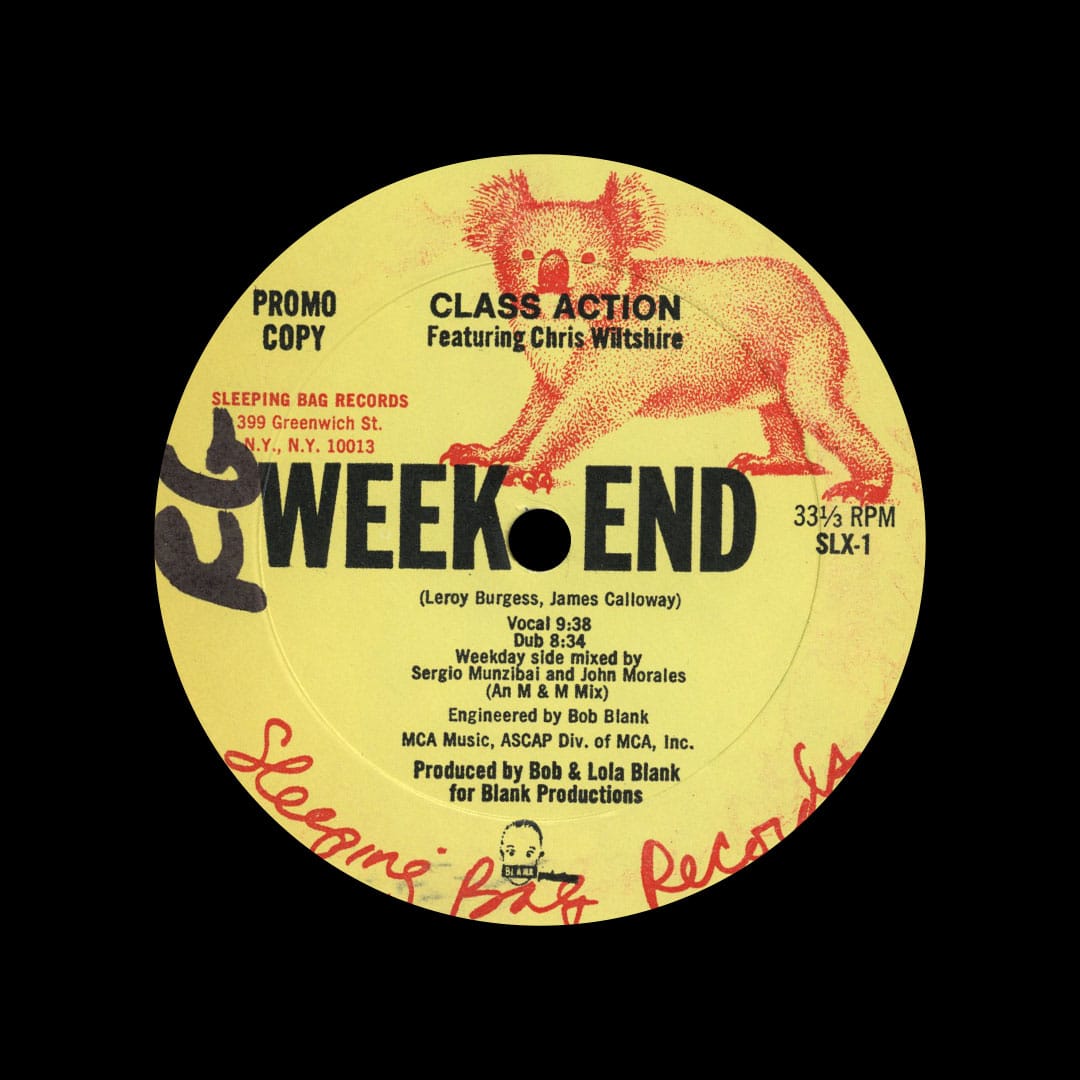 PROMO
COPY
CLASS ACTION
Featuring Chris Wiltshire
SLEEPING BAG RECORDS
399 Greenwich St.
N.Y., N.Y. 10013
WEEK END
33⅓ RPM
SLX-1
(Leroy Burgess, James Calloway)
Vocal 9:38
Dub 8:34
Weekday side mixed by
Sergio Munzibai and John Morales
(An M & M Mix)
Engineered by Bob Blank
MCA Music, ASCAP Div. of MCA, Inc.
Produced by Bob & Lola Blank
for Blank Productions
BLANK
Sleeping Bag Records